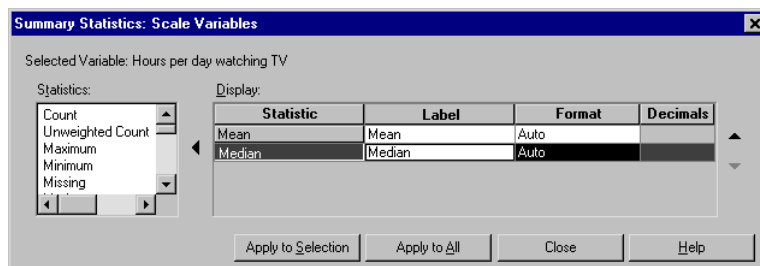 Summary Statistics: Scale Variables
Selected Variable: Hours per day watching TV
Statistics:
Display:
Count
Unweighted Count
Maximum
Minimum
Missing
Statistic Label Format Decimals
Mean Mean Auto
Median Median Auto
Apply to Selection Apply to All Close Help